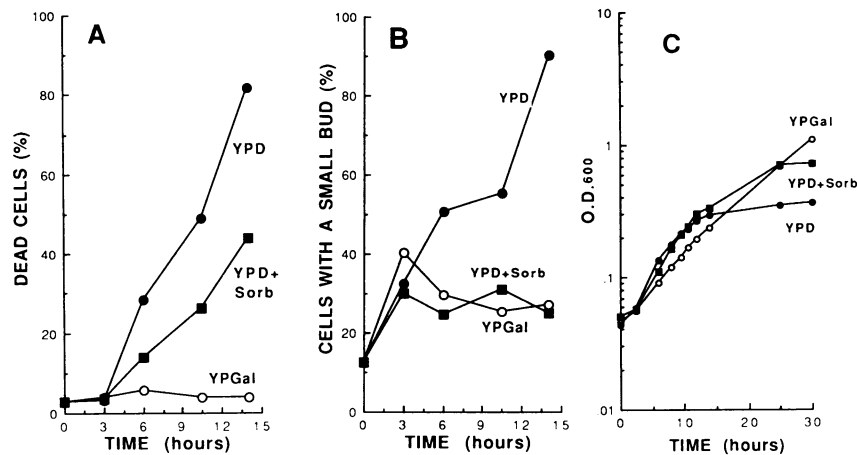 A
DEAD CELLS (%)
100
80
60
40
20
0
YPD
YPD+
Sorb
YPGal
0 3 6 9 12 15
TIME (hours)
B
CELLS WITH A SMALL BUD (%)
100
80
60
40
20
0
YPD
YPD+Sorb
YPGal
0 3 6 9 12 15
TIME (hours)
C
O.D.600
10
1
.1
.01
YPGal
YPD+Sorb
YPD
0 10 20 30
TIME (hours)